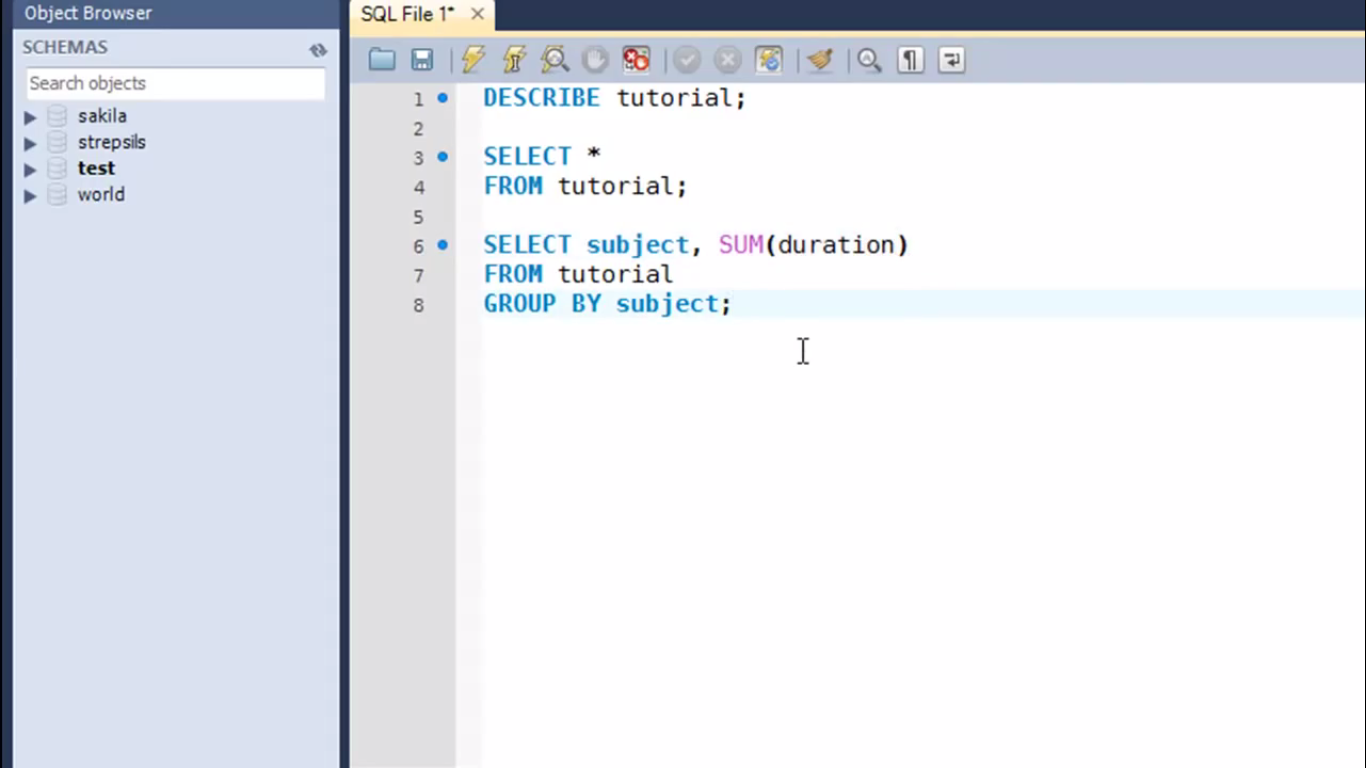 Object Browser
SCHEMAS
Search objects
sakila
strepsils
test
world
SQL File 1*
1 DESCRIBE tutorial;
2
3 SELECT *
4 FROM tutorial;
5
6 SELECT subject, SUM(duration)
7 FROM tutorial
8 GROUP BY subject;